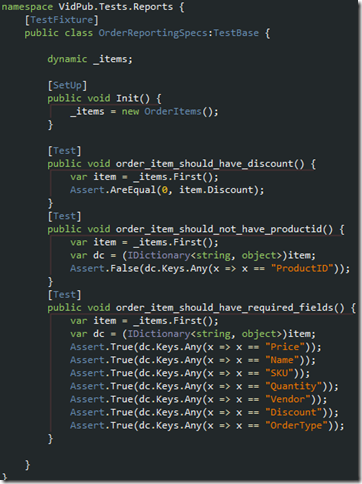 namespace VidPub.Tests.Reports {
[TestFixture]
public class OrderReportingSpecs:TestBase {
dynamic _items;
[SetUp]
public void Init() {
_items = new OrderItems();
}
[Test]
public void order_item_should_have_discount() {
var item = _items.First();
Assert.AreEqual(0, item.Discount);
}
[Test]
public void order_item_should_not_have_productid() {
var item = _items.First();
var dc = (IDictionary<string, object>)item;
Assert.False(dc.Keys.Any(x => x == "ProductID"));
}
[Test]
public void order_item_should_have_required_fields() {
var item = _items.First();
var dc = (IDictionary<string, object>)item;
Assert.True(dc.Keys.Any(x => x == "Price"));
Assert.True(dc.Keys.Any(x => x == "Name"));
Assert.True(dc.Keys.Any(x => x == "SKU"));
Assert.True(dc.Keys.Any(x => x == "Quantity"));
Assert.True(dc.Keys.Any(x => x == "Vendor"));
Assert.True(dc.Keys.Any(x => x == "Discount"));
Assert.True(dc.Keys.Any(x => x == "OrderType"));
}
}
}